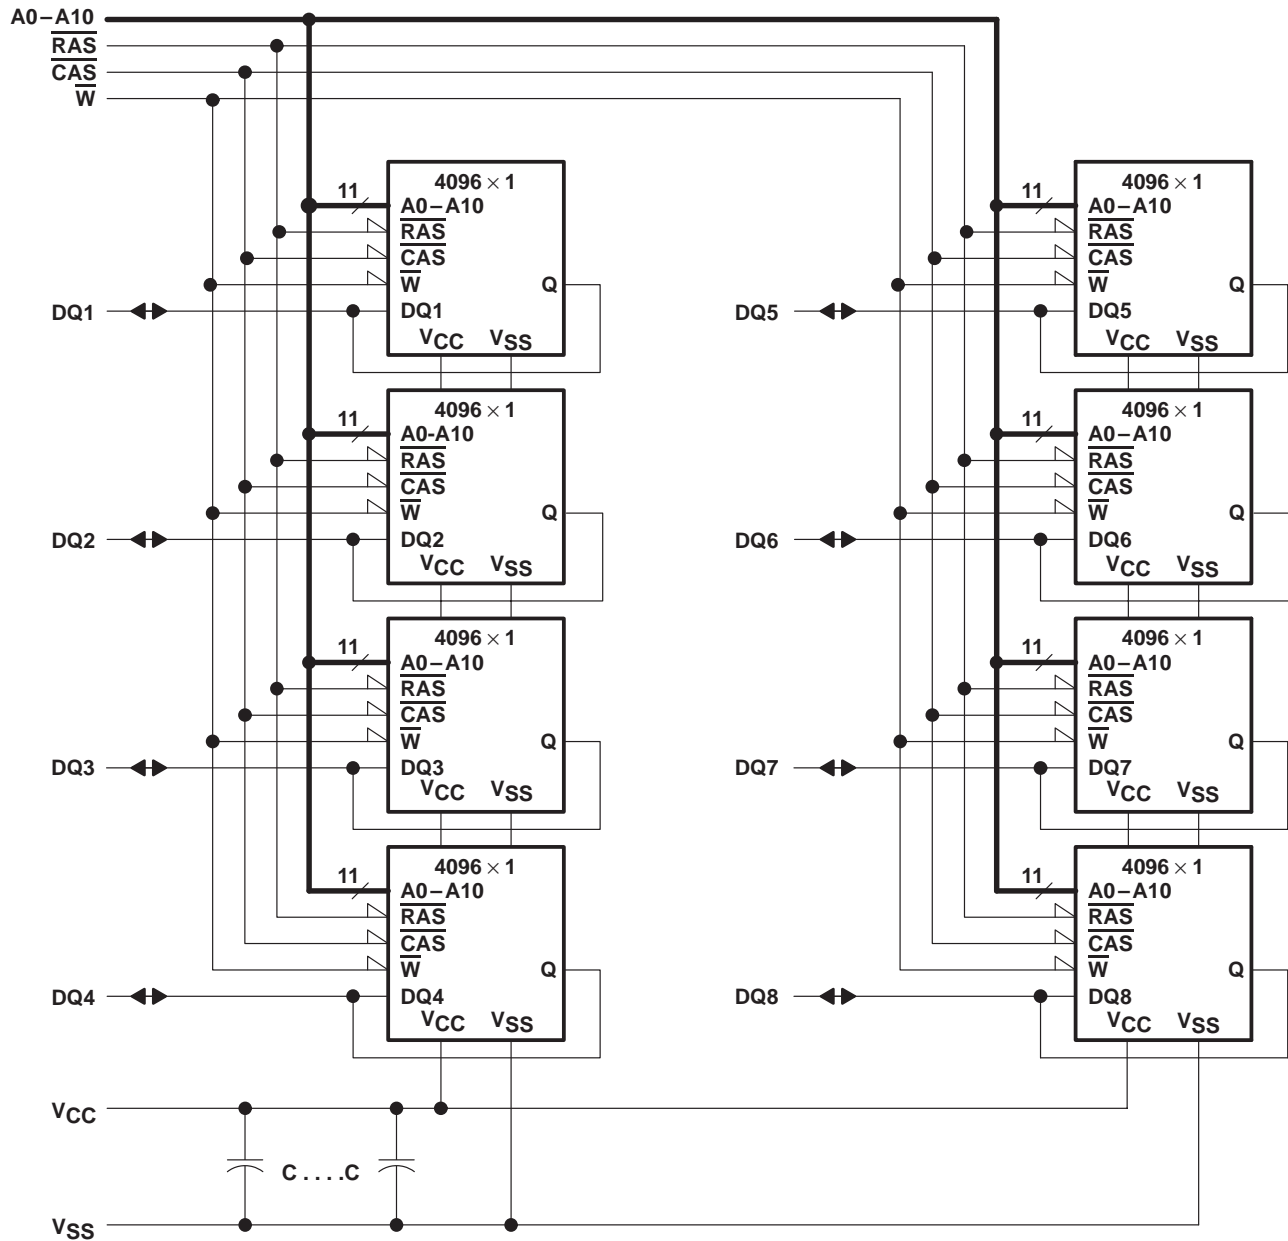 A0–A10
RAS
CAS
W
4096 × 1
11
A0–A10
RAS
CAS
W
Q
DQ1
DQ1
VCC VSS
4096 × 1
11
A0-A10
RAS
CAS
W
Q
DQ2
DQ2
VCC VSS
4096 × 1
11
A0–A10
RAS
CAS
W
Q
DQ3
DQ3
VCC VSS
4096 × 1
11
A0–A10
RAS
CAS
W
Q
DQ4
DQ4
VCC VSS
4096 × 1
11
A0–A10
RAS
CAS
W
Q
DQ5
DQ5
VCC VSS
4096 × 1
11
A0–A10
RAS
CAS
W
Q
DQ6
DQ6
VCC VSS
4096 × 1
11
A0–A10
RAS
CAS
W
Q
DQ7
DQ7
VCC VSS
4096 × 1
11
A0–A10
RAS
CAS
W
Q
DQ8
DQ8
VCC VSS
VCC
C . . . . C
VSS